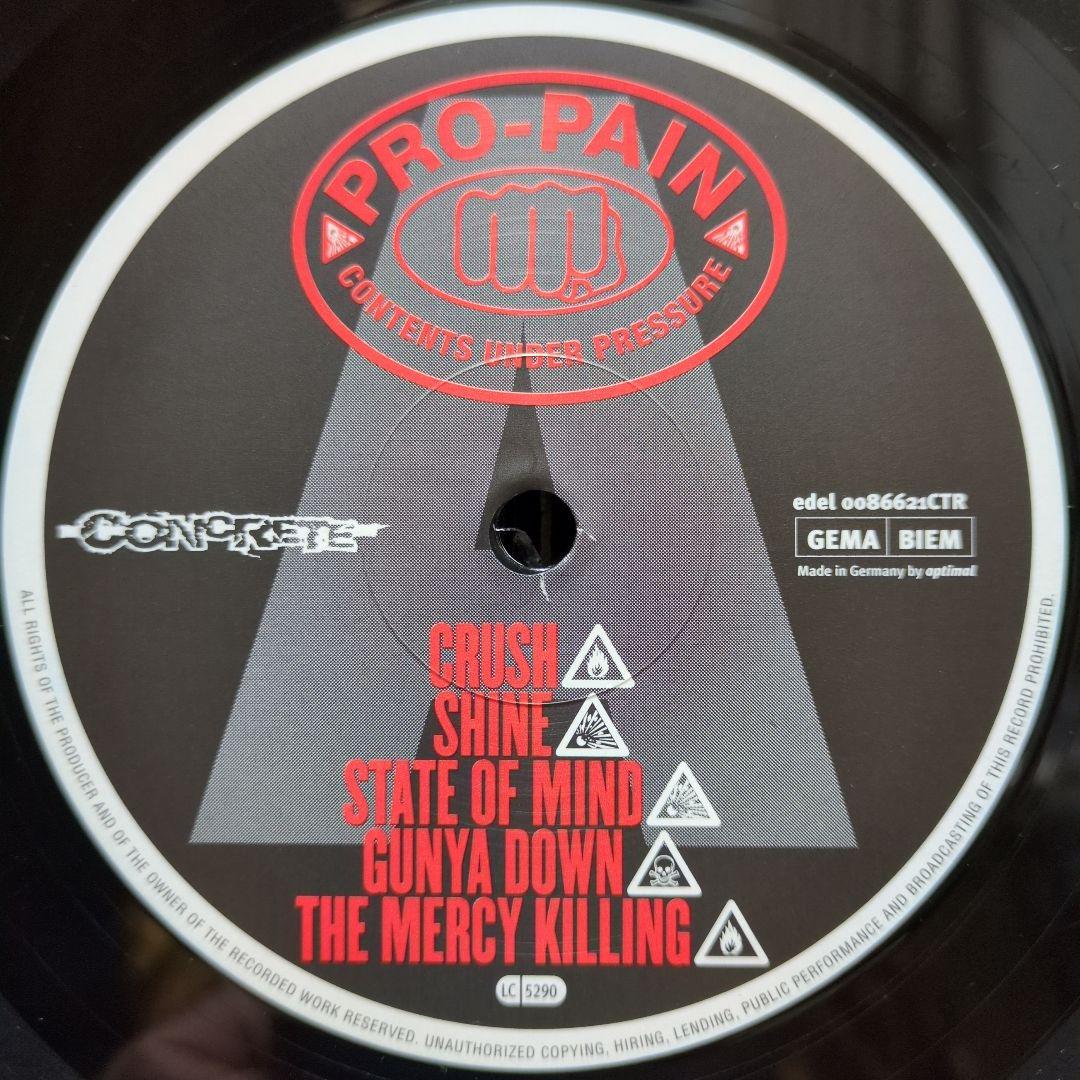 PRO-PAIN
CONTENTS UNDER PRESSURE
CONCRETE
edel 0086621CTR
GEMA BIEM
Made in Germany by optimal
CRUSH
SHINE
STATE OF MIND
GUNYA DOWN
THE MERCY KILLING
LC 5290
ALL RIGHTS OF THE PRODUCER AND OF THE OWNER OF THE RECORDED WORK RESERVED. UNAUTHORIZED COPYING, HIRING, LENDING, PUBLIC PERFORMANCE AND BROADCASTING OF THIS RECORD PROHIBITED.